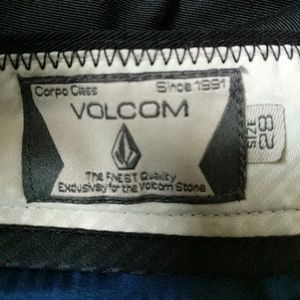 Corpo Class Since 1991
VOLCOM
The FINEST Quality
Exclusively for the Volcom Stone
SIZE 28